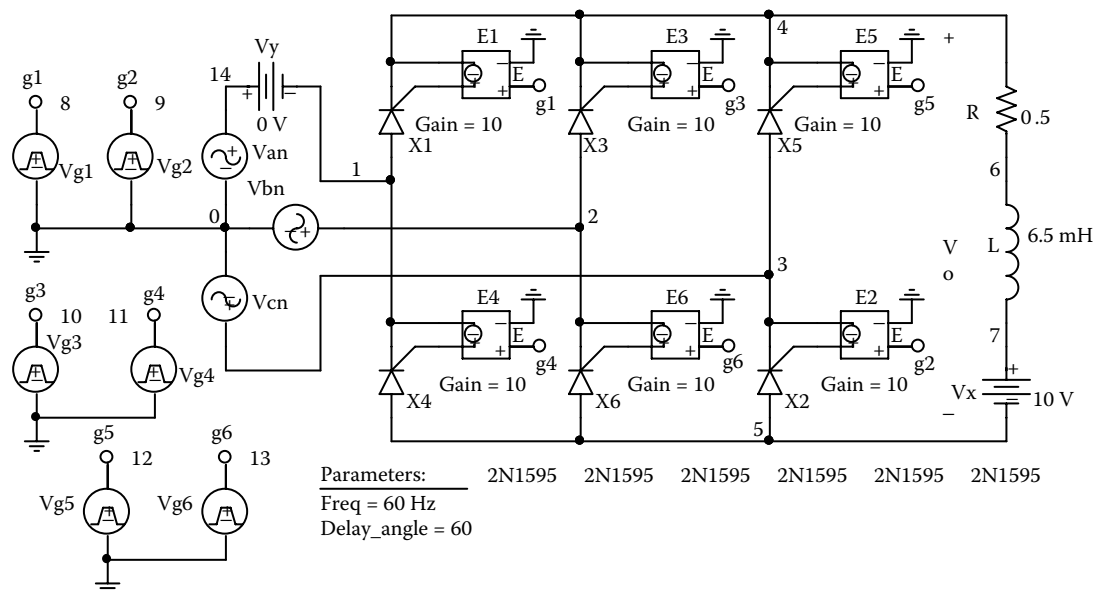 E1 E3 4 E5 +
Vy
14
+ − − E − E − E
g1 g2
8 9
+ + +
g1 g3 g5
R 0.5
0 V
Gain = 10 Gain = 10 Gain = 10
X1 X3 X5
Van
Vg1 Vg2
1 6
Vbn
0 2
V L 6.5 mH
o
3
g3 g4
10 11
Vcn
E4 E6 E2
− E − E − E
Vg3
7
+ + +
g4 g6 g2
Vg4
Gain = 10 Gain = 10 Gain = 10
X4 X6 X2
Vx + − 10 V
−
g5 g6
12 13
5
Parameters: 2N1595 2N1595 2N1595 2N1595 2N1595 2N1595
Vg5 Vg6
Freq = 60 Hz
Delay_angle = 60